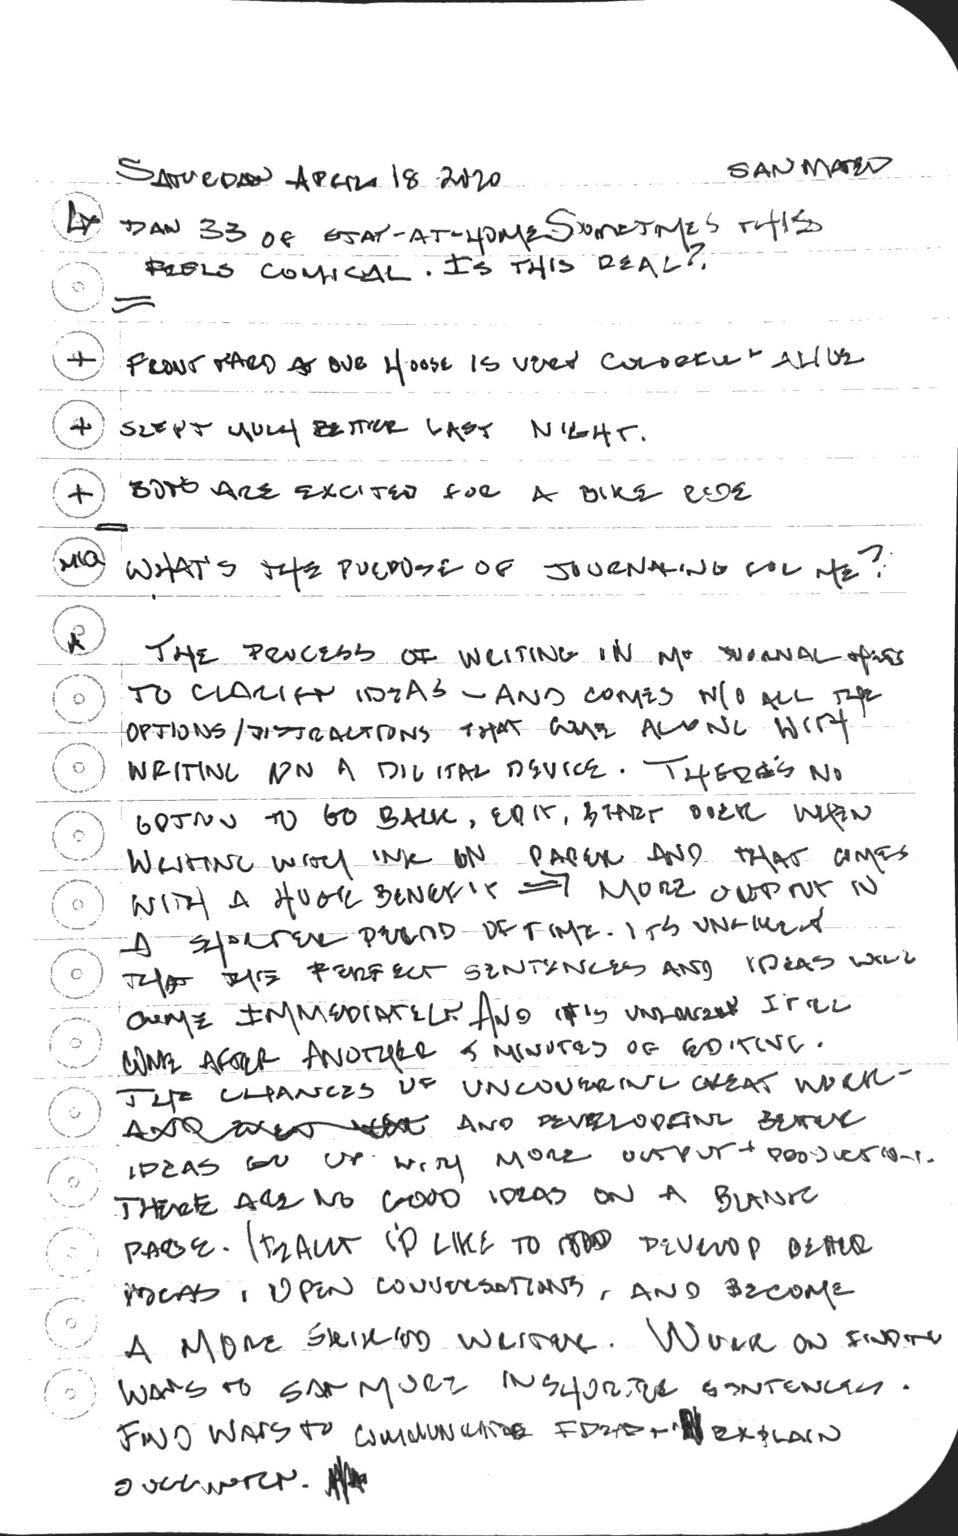 SATURDAY APRIL 18 2020 SAN MATEO
DAY 33 OF STAY-AT-HOME SOMETIMES THIS
FEELS COMICAL. IS THIS REAL?
+ FRONT YARD OUR HOUSE IS VERY COLORFUL + ALIVE
+ SLEPT MUCH BETTER LAST NIGHT.
+ BOYS ARE EXCITED FOR A BIKE RIDE
WHAT'S THE PURPOSE OF JOURNALING FOR ME?
A THE PROCESS OF WRITING IN MY JOURNAL
TO CLARIFY IDEAS – AND COMES W/O ALL THE
OPTIONS/DISTRACTIONS THAT COME ALONG WITH
WRITING ON A DIGITAL DEVICE. THERE'S NO
OPTION TO GO BACK, EDIT, START OVER WHEN
WRITING WITH INK ON PAPER AND THAT COMES
WITH A HUGE BENEFIT => MORE OUTPUT IN
A SHORTER PERIOD OF TIME. ITS UNLIKELY
THAT THE PERFECT SENTENCES AND IDEAS WILL
COME IMMEDIATELY. AND IT'S UNLIKELY IT'LL
COME AFTER ANOTHER 5 MINUTES OF EDITING.
THE CHANCES OF UNCOVERING GREAT WORK –
AND DEVELOPING BETTER
IDEAS GO UP WITH MORE OUTPUT + PRODUCTION.
THERE ARE NO GOOD IDEAS ON A BLANK
PAGE. I'D LIKE TO DEVELOP BETTER
IDEAS, OPEN CONVERSATIONS, AND BECOME
A MORE SKILLED WRITER. WORK ON FINDING
WAYS TO SAY MORE IN SHORTER SENTENCES.
FIND WAYS TO COMMUNICATE IDEAS + EXPLAIN